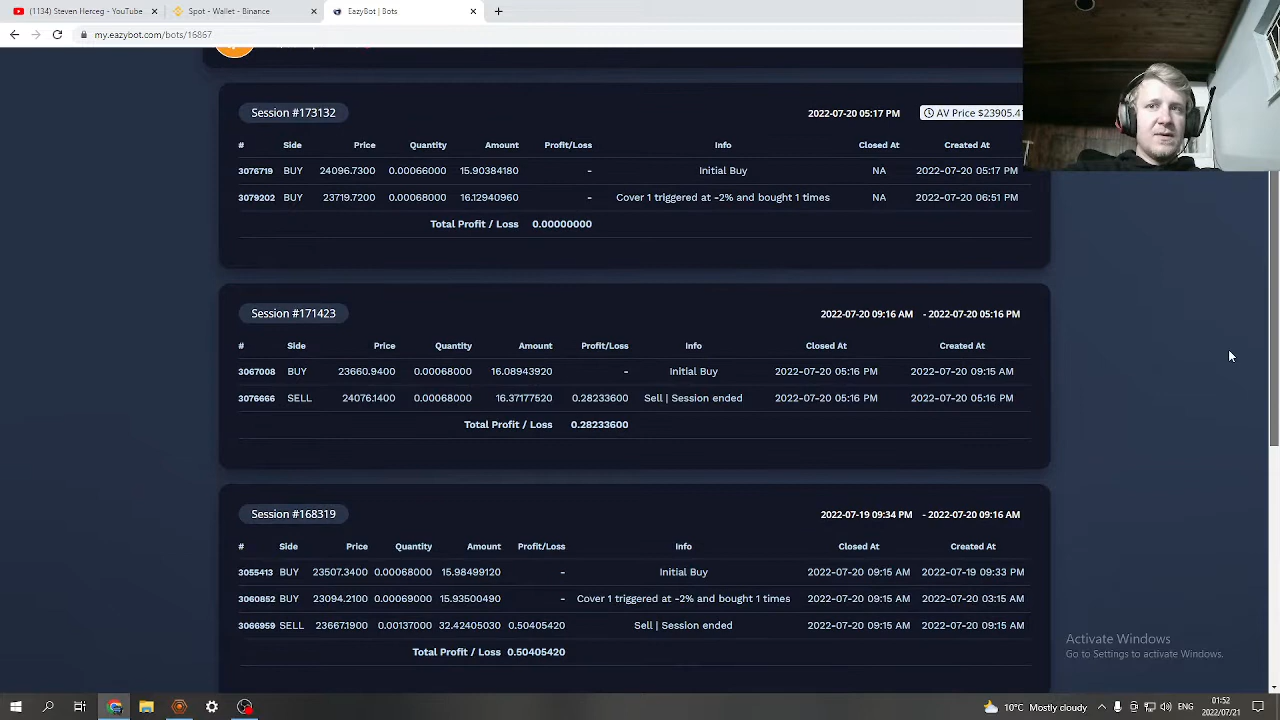 (1134) Steven Herceg - YouTube
Spot - Wallet - Binance
EazyBot | Bots
my.eazybot.com/bots/16867
Session #173132 2022-07-20 05:17 PM AV Price $23905.41
# Side Price Quantity Amount Profit/Loss Info Closed At Created At
3076719 BUY 24096.7300 0.00066000 15.90384180 - Initial Buy NA 2022-07-20 05:17 PM
3079202 BUY 23719.7200 0.00068000 16.12940960 - Cover 1 triggered at -2% and bought 1 times NA 2022-07-20 06:51 PM
Total Profit / Loss 0.00000000
Session #171423 2022-07-20 09:16 AM - 2022-07-20 05:16 PM
# Side Price Quantity Amount Profit/Loss Info Closed At Created At
3067008 BUY 23660.9400 0.00068000 16.08943920 - Initial Buy 2022-07-20 05:16 PM 2022-07-20 09:15 AM
3076666 SELL 24076.1400 0.00068000 16.37177520 0.28233600 Sell | Session ended 2022-07-20 05:16 PM 2022-07-20 05:16 PM
Total Profit / Loss 0.28233600
Session #168319 2022-07-19 09:34 PM - 2022-07-20 09:16 AM
# Side Price Quantity Amount Profit/Loss Info Closed At Created At
3055413 BUY 23507.3400 0.00068000 15.98499120 - Initial Buy 2022-07-20 09:15 AM 2022-07-19 09:33 PM
3060852 BUY 23094.2100 0.00069000 15.93500490 - Cover 1 triggered at -2% and bought 1 times 2022-07-20 09:15 AM 2022-07-20 03:15 AM
3066959 SELL 23667.1900 0.00137000 32.42405030 0.50405420 Sell | Session ended 2022-07-20 09:15 AM 2022-07-20 09:15 AM
Total Profit / Loss 0.50405420
Activate Windows
Go to Settings to activate Windows.
10°C Mostly cloudy
ENG
01:52
2022/07/21